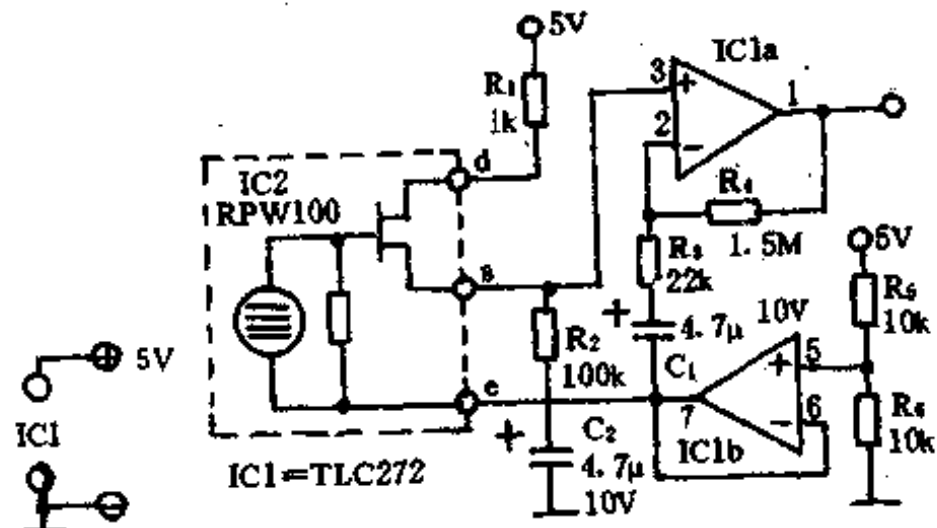 5V
IC1a
R₁
1k
3
+
1
2
−
d
IC2
RPW100
R₄
1.5M
5V
s
R₃
22k
R₅
10k
+
4.7μ
10V
R₂
100k
C₁
5V
5
+
7
−
6
IC1b
R₆
10k
e
IC1
+
C₂
4.7μ
10V
IC1=TLC272